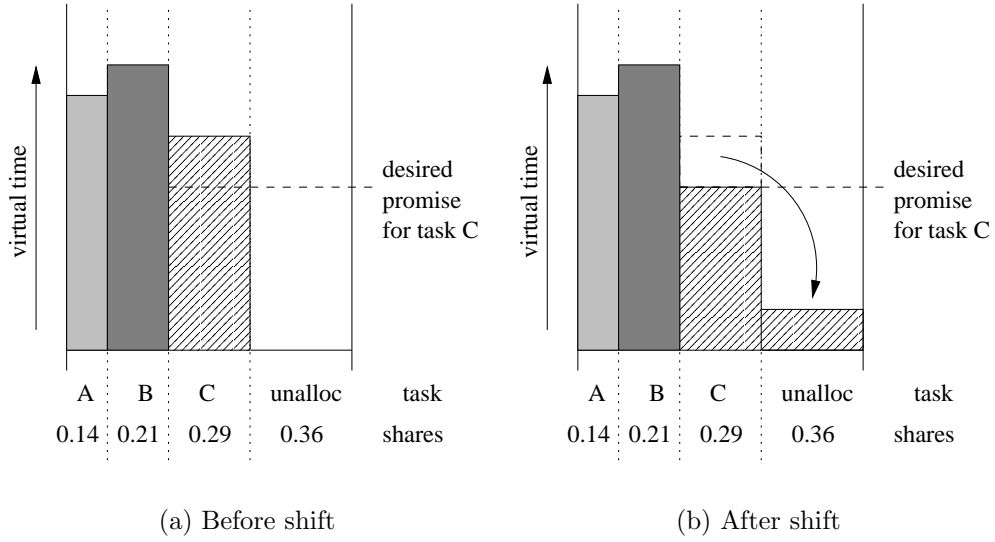 virtual time
desired
promise
for task C
A B C unalloc task
0.14 0.21 0.29 0.36 shares
(a) Before shift
virtual time
desired
promise
for task C
A B C unalloc task
0.14 0.21 0.29 0.36 shares
(b) After shift